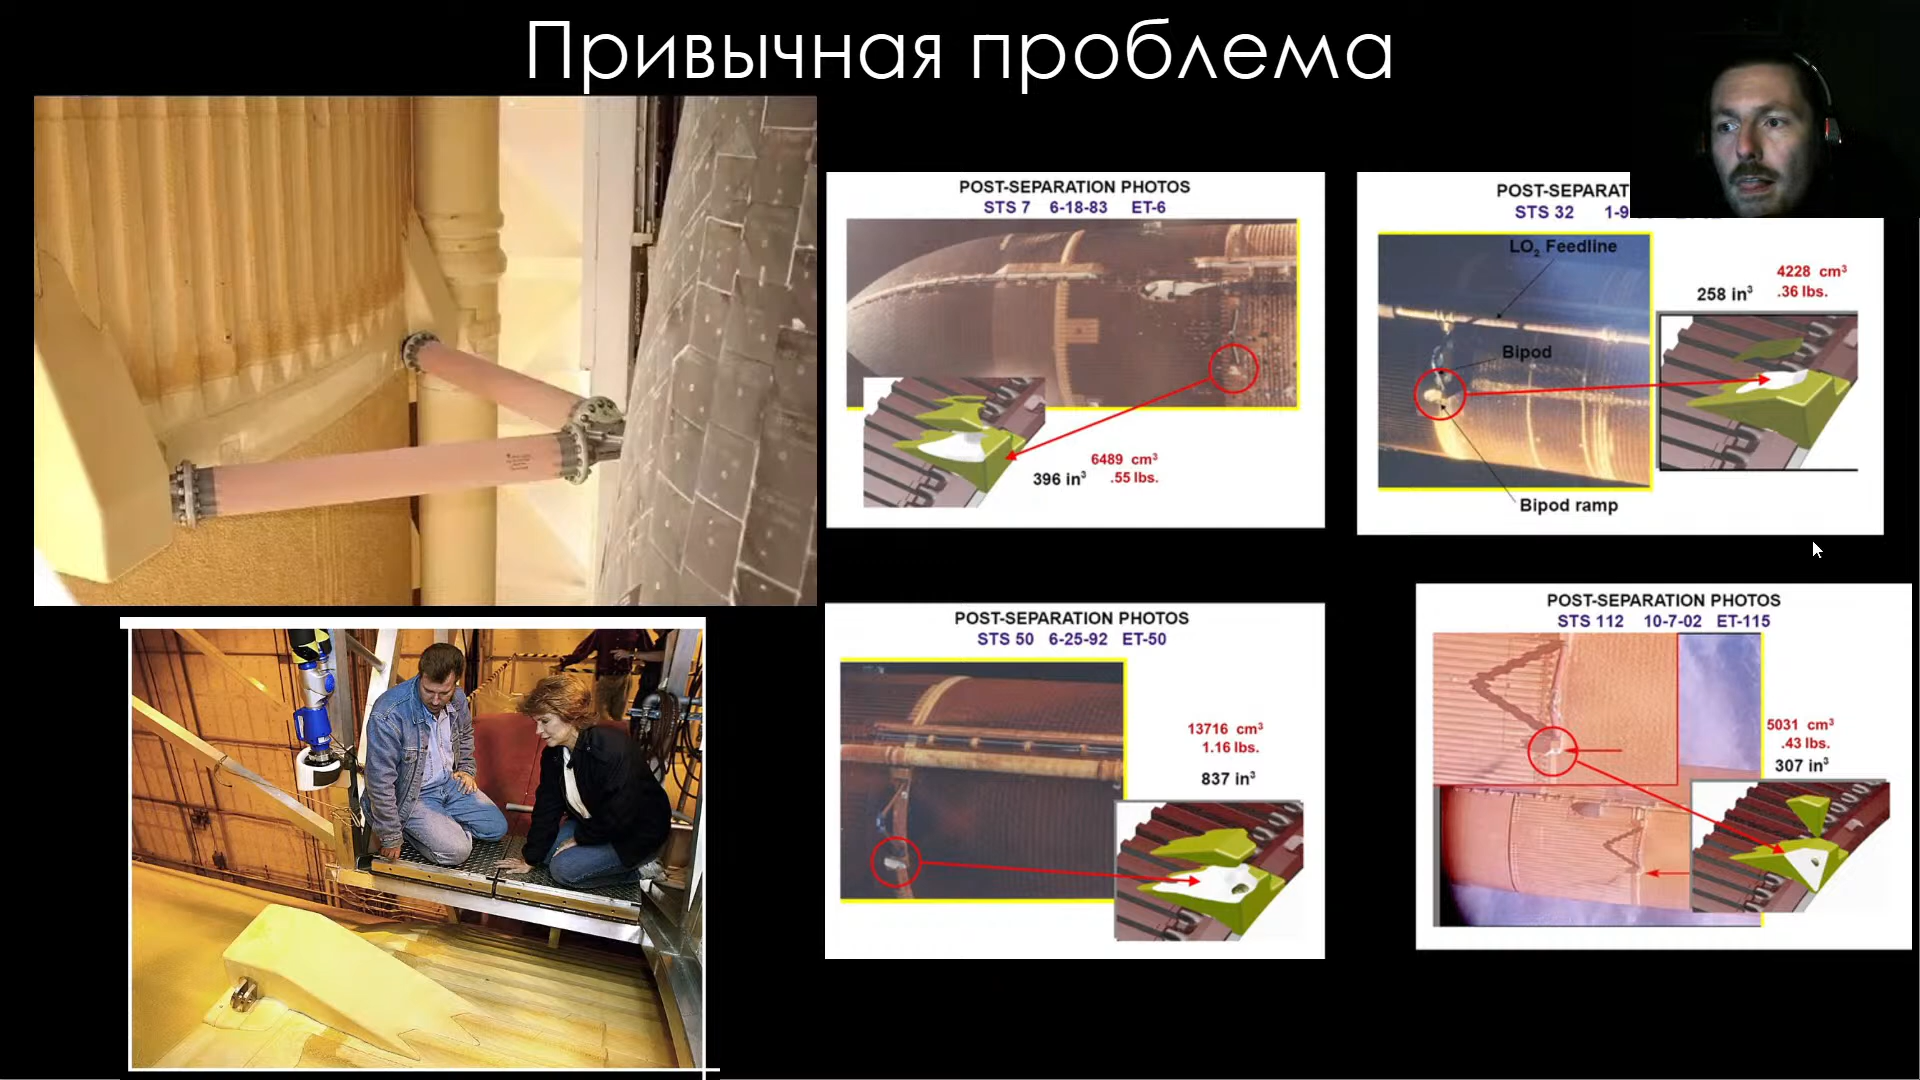 Привычная проблема
POST-SEPARATION PHOTOS
STS 7 6-18-83 ET-6
396 in³
6489 cm³
.55 lbs.
POST-SEPARAT
STS 32 1-9
LO₂ Feedline
Bipod
Bipod ramp
258 in³
4228 cm³
.36 lbs.
POST-SEPARATION PHOTOS
STS 50 6-25-92 ET-50
13716 cm³
1.16 lbs.
837 in³
POST-SEPARATION PHOTOS
STS 112 10-7-02 ET-115
5031 cm³
.43 lbs.
307 in³